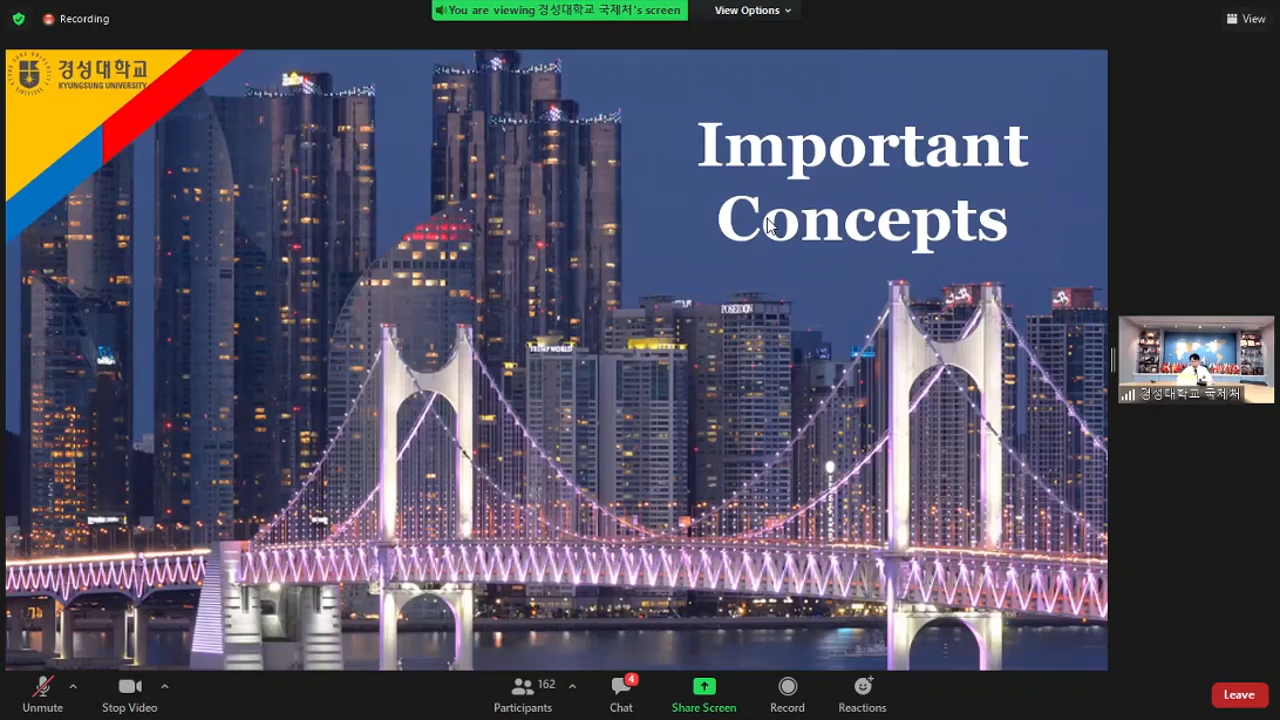 Recording
You are viewing 경성대학교 국제처's screen
View Options
View
경성대학교
KYUNGSUNG UNIVERSITY
Important
Concepts
POSEIDON
TRUMP WORLD
경성대학교 국제처
162
4
Unmute
Stop Video
Participants
Chat
Share Screen
Record
Reactions
Leave